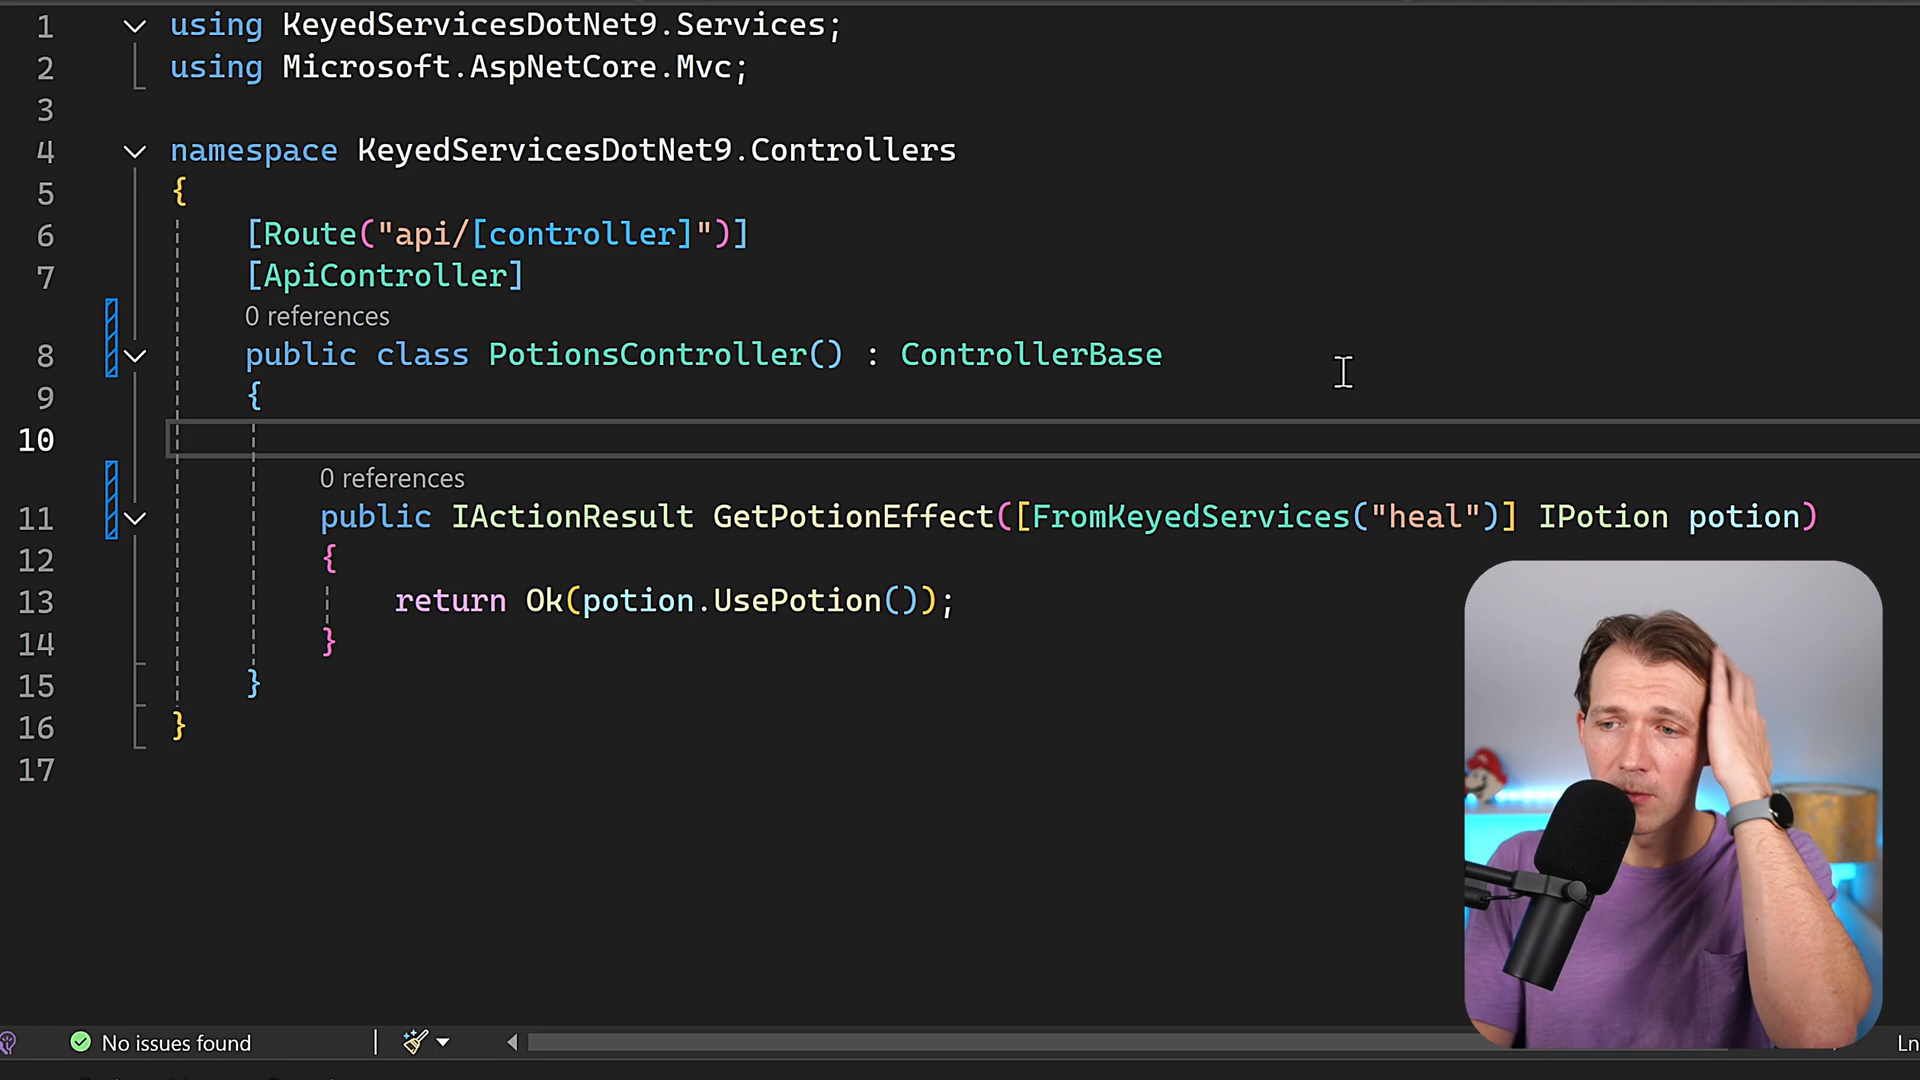 1 using KeyedServicesDotNet9.Services;
2 using Microsoft.AspNetCore.Mvc;
3
4 namespace KeyedServicesDotNet9.Controllers
5 {
6 [Route("api/[controller]")]
7 [ApiController]
0 references
8 public class PotionsController() : ControllerBase
9 {
10
0 references
11 public IActionResult GetPotionEffect([FromKeyedServices("heal")] IPotion potion)
12 {
13 return Ok(potion.UsePotion());
14 }
15 }
16 }
17
No issues found
Ln